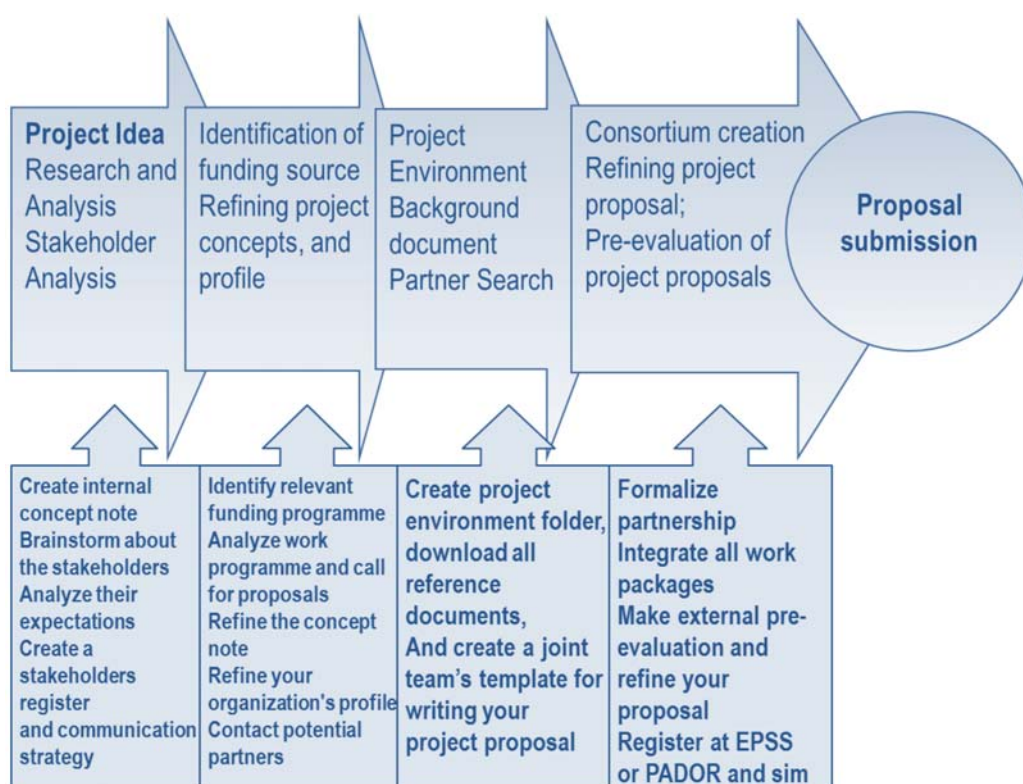 Project Idea
Research and
Analysis
Stakeholder
Analysis
Identification of
funding source
Refining project
concepts, and
profile
Project
Environment
Background
document
Partner Search
Consortium creation
Refining project
proposal;
Pre-evaluation of
project proposals
Proposal
submission
Create internal
concept note
Brainstorm about
the stakeholders
Analyze their
expectations
Create a
stakeholders
register
and communication
strategy
Identify relevant
funding programme
Analyze work
programme and call
for proposals
Refine the concept
note
Refine your
organization's profile
Contact potential
partners
Create project
environment folder,
download all
reference
documents,
And create a joint
team's template for
writing your
project proposal
Formalize
partnership
Integrate all work
packages
Make external pre-
evaluation and
refine your
proposal
Register at EPSS
or PADOR and sim